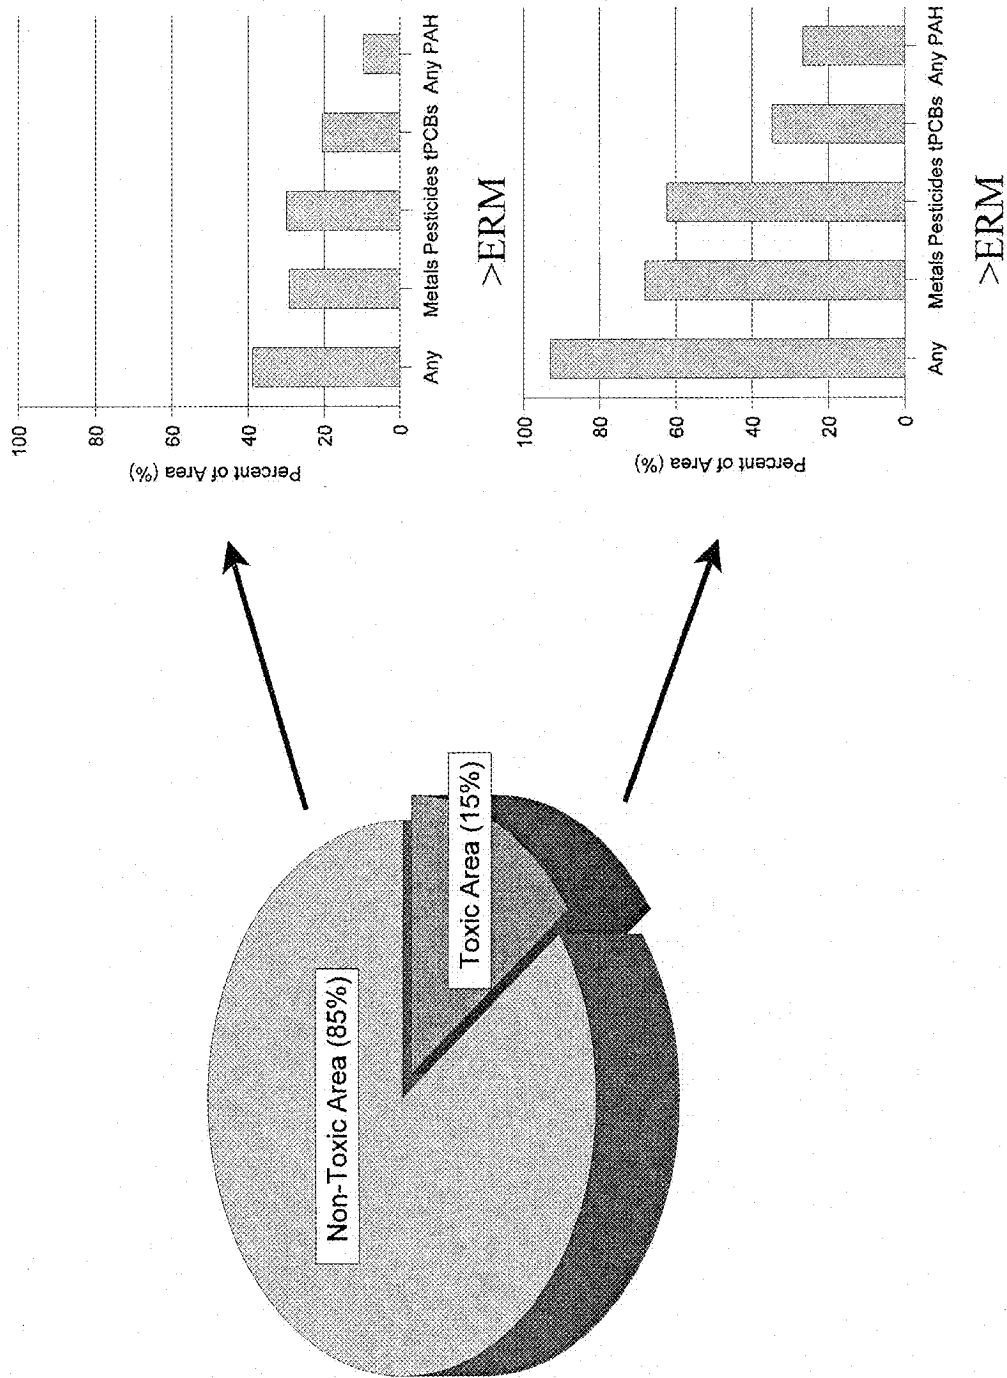 Non-Toxic Area (85%)
Toxic Area (15%)
Percent of Area (%)
100
80
60
40
20
0
Any Metals Pesticides tPCBs Any PAH
>ERM
Percent of Area (%)
100
80
60
40
20
0
Any Metals Pesticides tPCBs Any PAH
>ERM